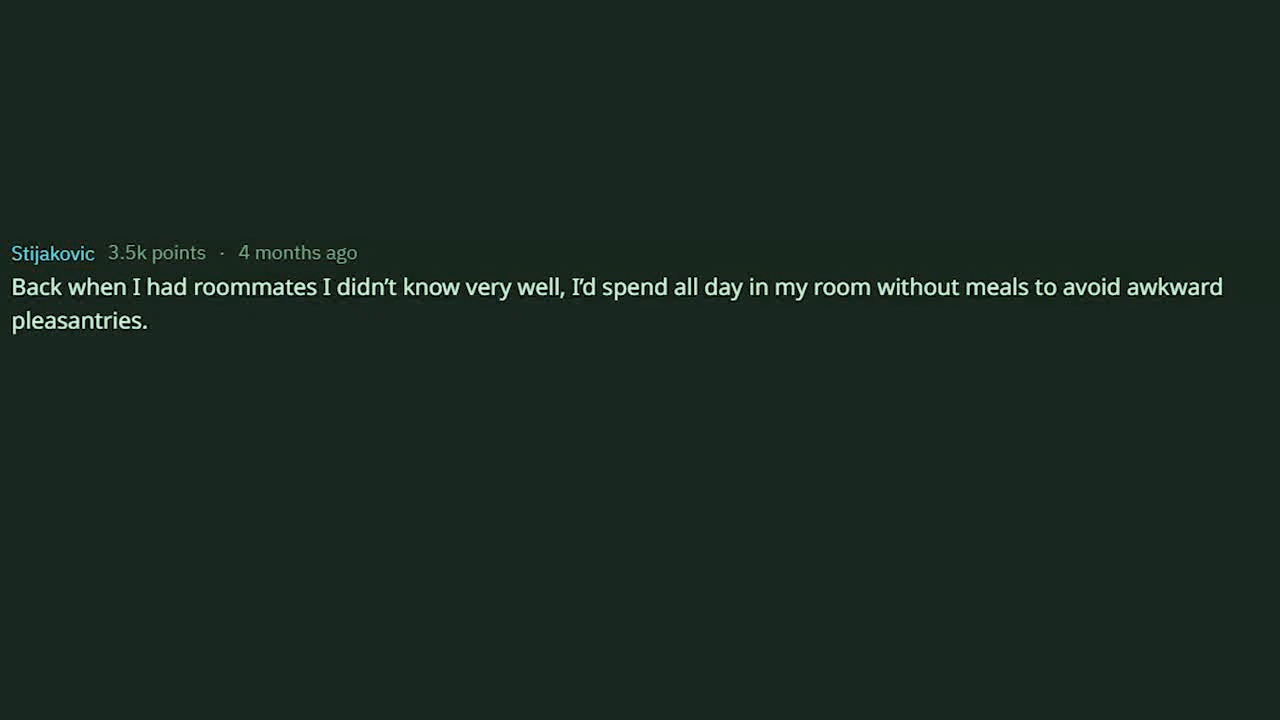 Stijakovic 3.5k points · 4 months ago
Back when I had roommates I didn’t know very well, I’d spend all day in my room without meals to avoid awkward
pleasantries.